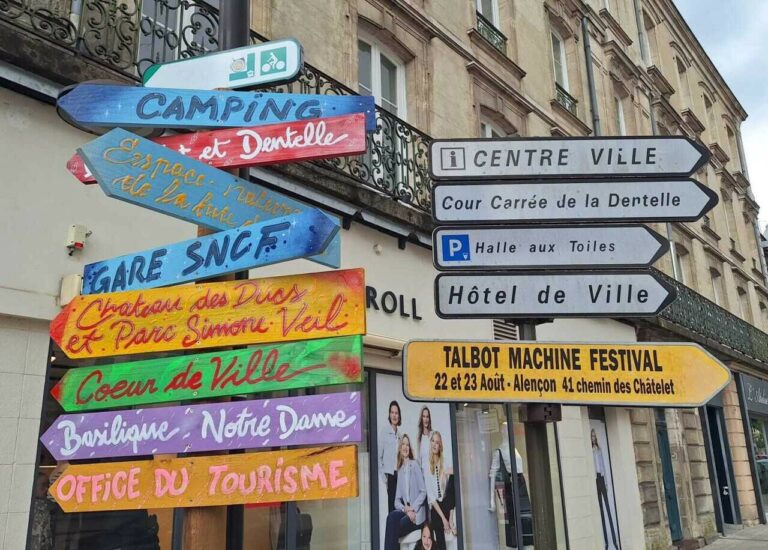 CAMPING
et Dentelle
Espace
de la
GARE SNCF
Château des Ducs
et Parc Simone Veil
Coeur de Ville
Basilique Notre Dame
OFFICE DU TOURISME
ROLL
i CENTRE VILLE
Cour Carrée de la Dentelle
P Halle aux Toiles
Hôtel de Ville
TALBOT MACHINE FESTIVAL
22 et 23 Août - Alençon 41 chemin des Châtelet